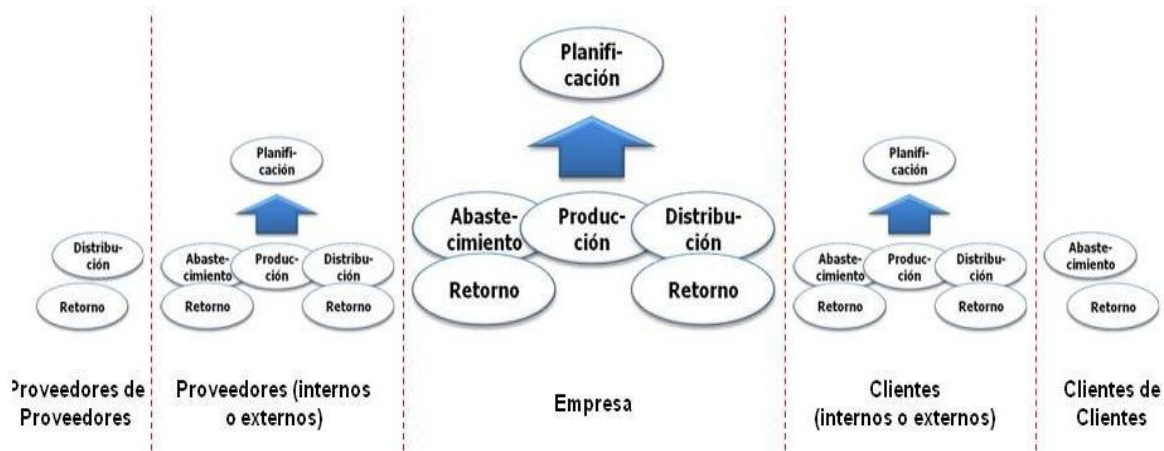 Planifi-
cación
Planifi-
cación
Planifi-
cación
Abaste-
cimiento
Produc-
ción
Distribu-
ción
Retorno
Retorno
Distribu-
ción
Retorno
Abaste-
cimiento
Produc-
ción
Distribu-
ción
Retorno
Retorno
Abaste-
cimiento
Produc-
ción
Distribu-
ción
Retorno
Retorno
Abaste-
cimiento
Retorno
Proveedores de
Proveedores
Proveedores (internos
o externos)
Empresa
Clientes
(internos o externos)
Clientes de
Clientes